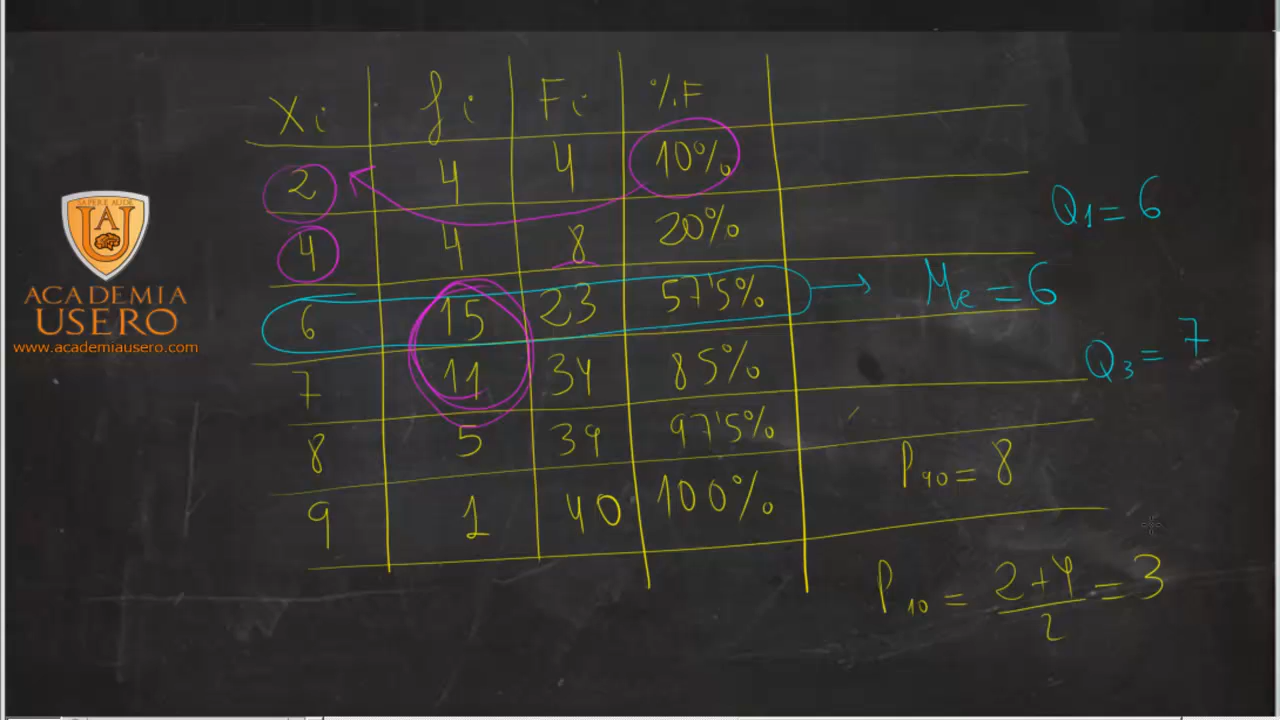 Xi fi Fi %F
2 4 4 10%
4 4 8 20%
6 15 23 57'5%
7 11 34 85%
8 5 39 97'5%
9 1 40 100%
Q1 = 6
Me = 6
Q3 = 7
P90 = 8
P10 = (2+4)/2 = 3
SAPERE AUDE
UA
ACADEMIA
USERO
www.academiausero.com